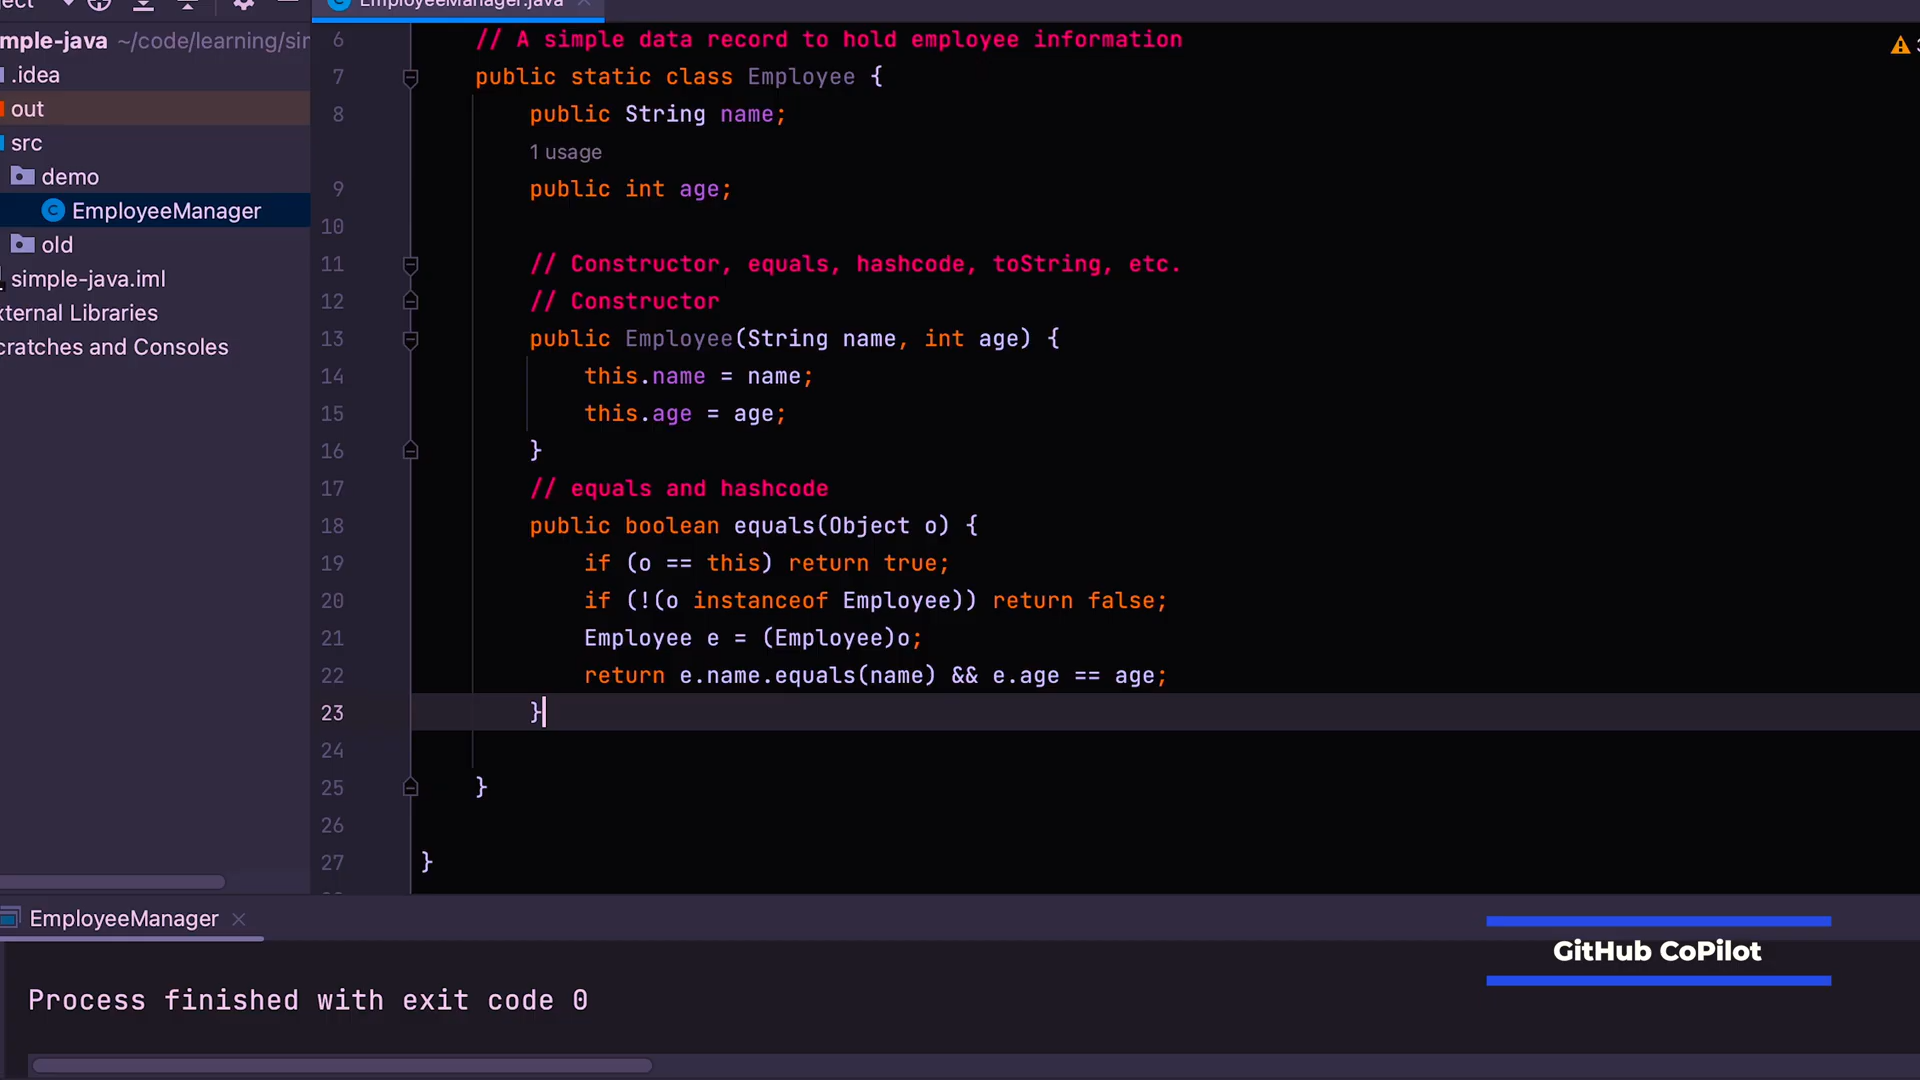 EmployeeManager.java
mple-java ~/code/learning/sir
.idea
out
src
demo
EmployeeManager
old
simple-java.iml
xternal Libraries
cratches and Consoles
6 // A simple data record to hold employee information
7 public static class Employee {
8 public String name;
1 usage
9 public int age;
10
11 // Constructor, equals, hashcode, toString, etc.
12 // Constructor
13 public Employee(String name, int age) {
14 this.name = name;
15 this.age = age;
16 }
17 // equals and hashcode
18 public boolean equals(Object o) {
19 if (o == this) return true;
20 if (!(o instanceof Employee)) return false;
21 Employee e = (Employee)o;
22 return e.name.equals(name) && e.age == age;
23 }
24
25 }
26
27 }
EmployeeManager
GitHub CoPilot
Process finished with exit code 0